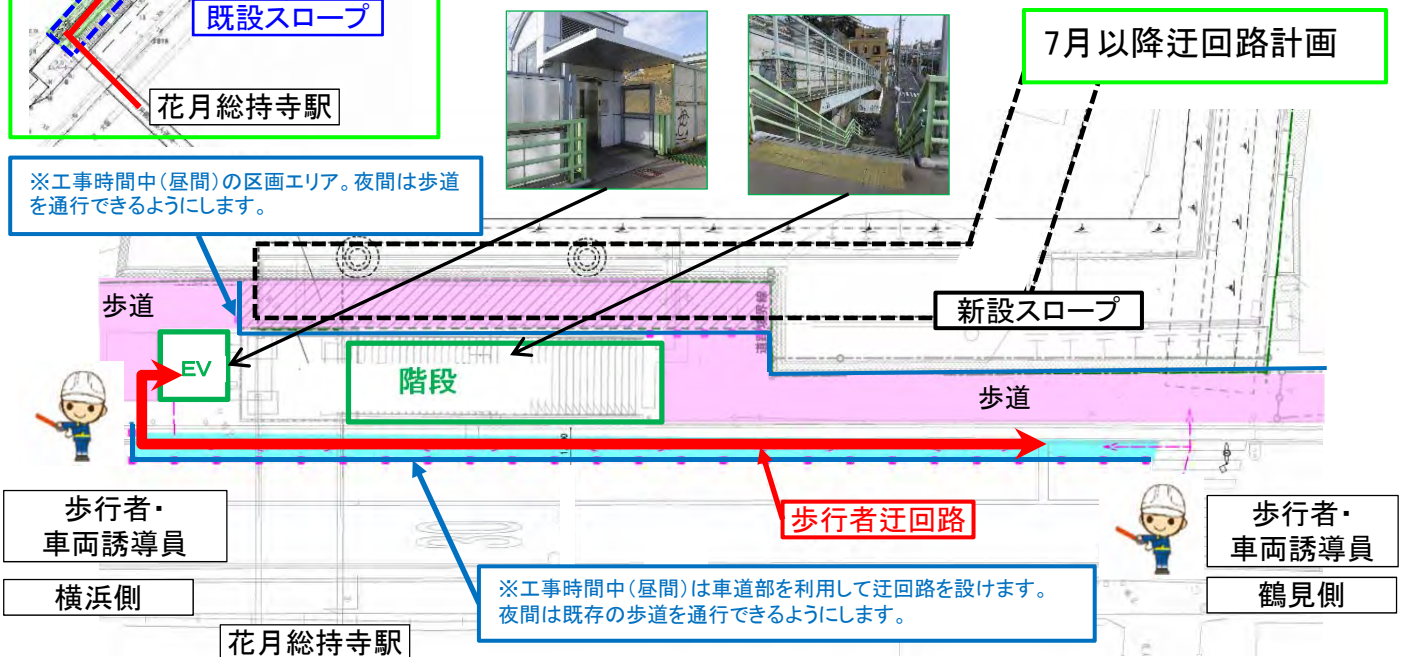 既設スロープ
花月総持寺駅
7月以降迂回路計画
※工事時間中(昼間)の区画エリア。夜間は歩道
を通行できるようにします。
歩道
道路境界線
新設スロープ
EV
階段
歩道
歩行者迂回路
歩行者・
車両誘導員
横浜側
歩行者・
車両誘導員
鶴見側
※工事時間中(昼間)は車道部を利用して迂回路を設けます。
夜間は既存の歩道を通行できるようにします。
花月総持寺駅